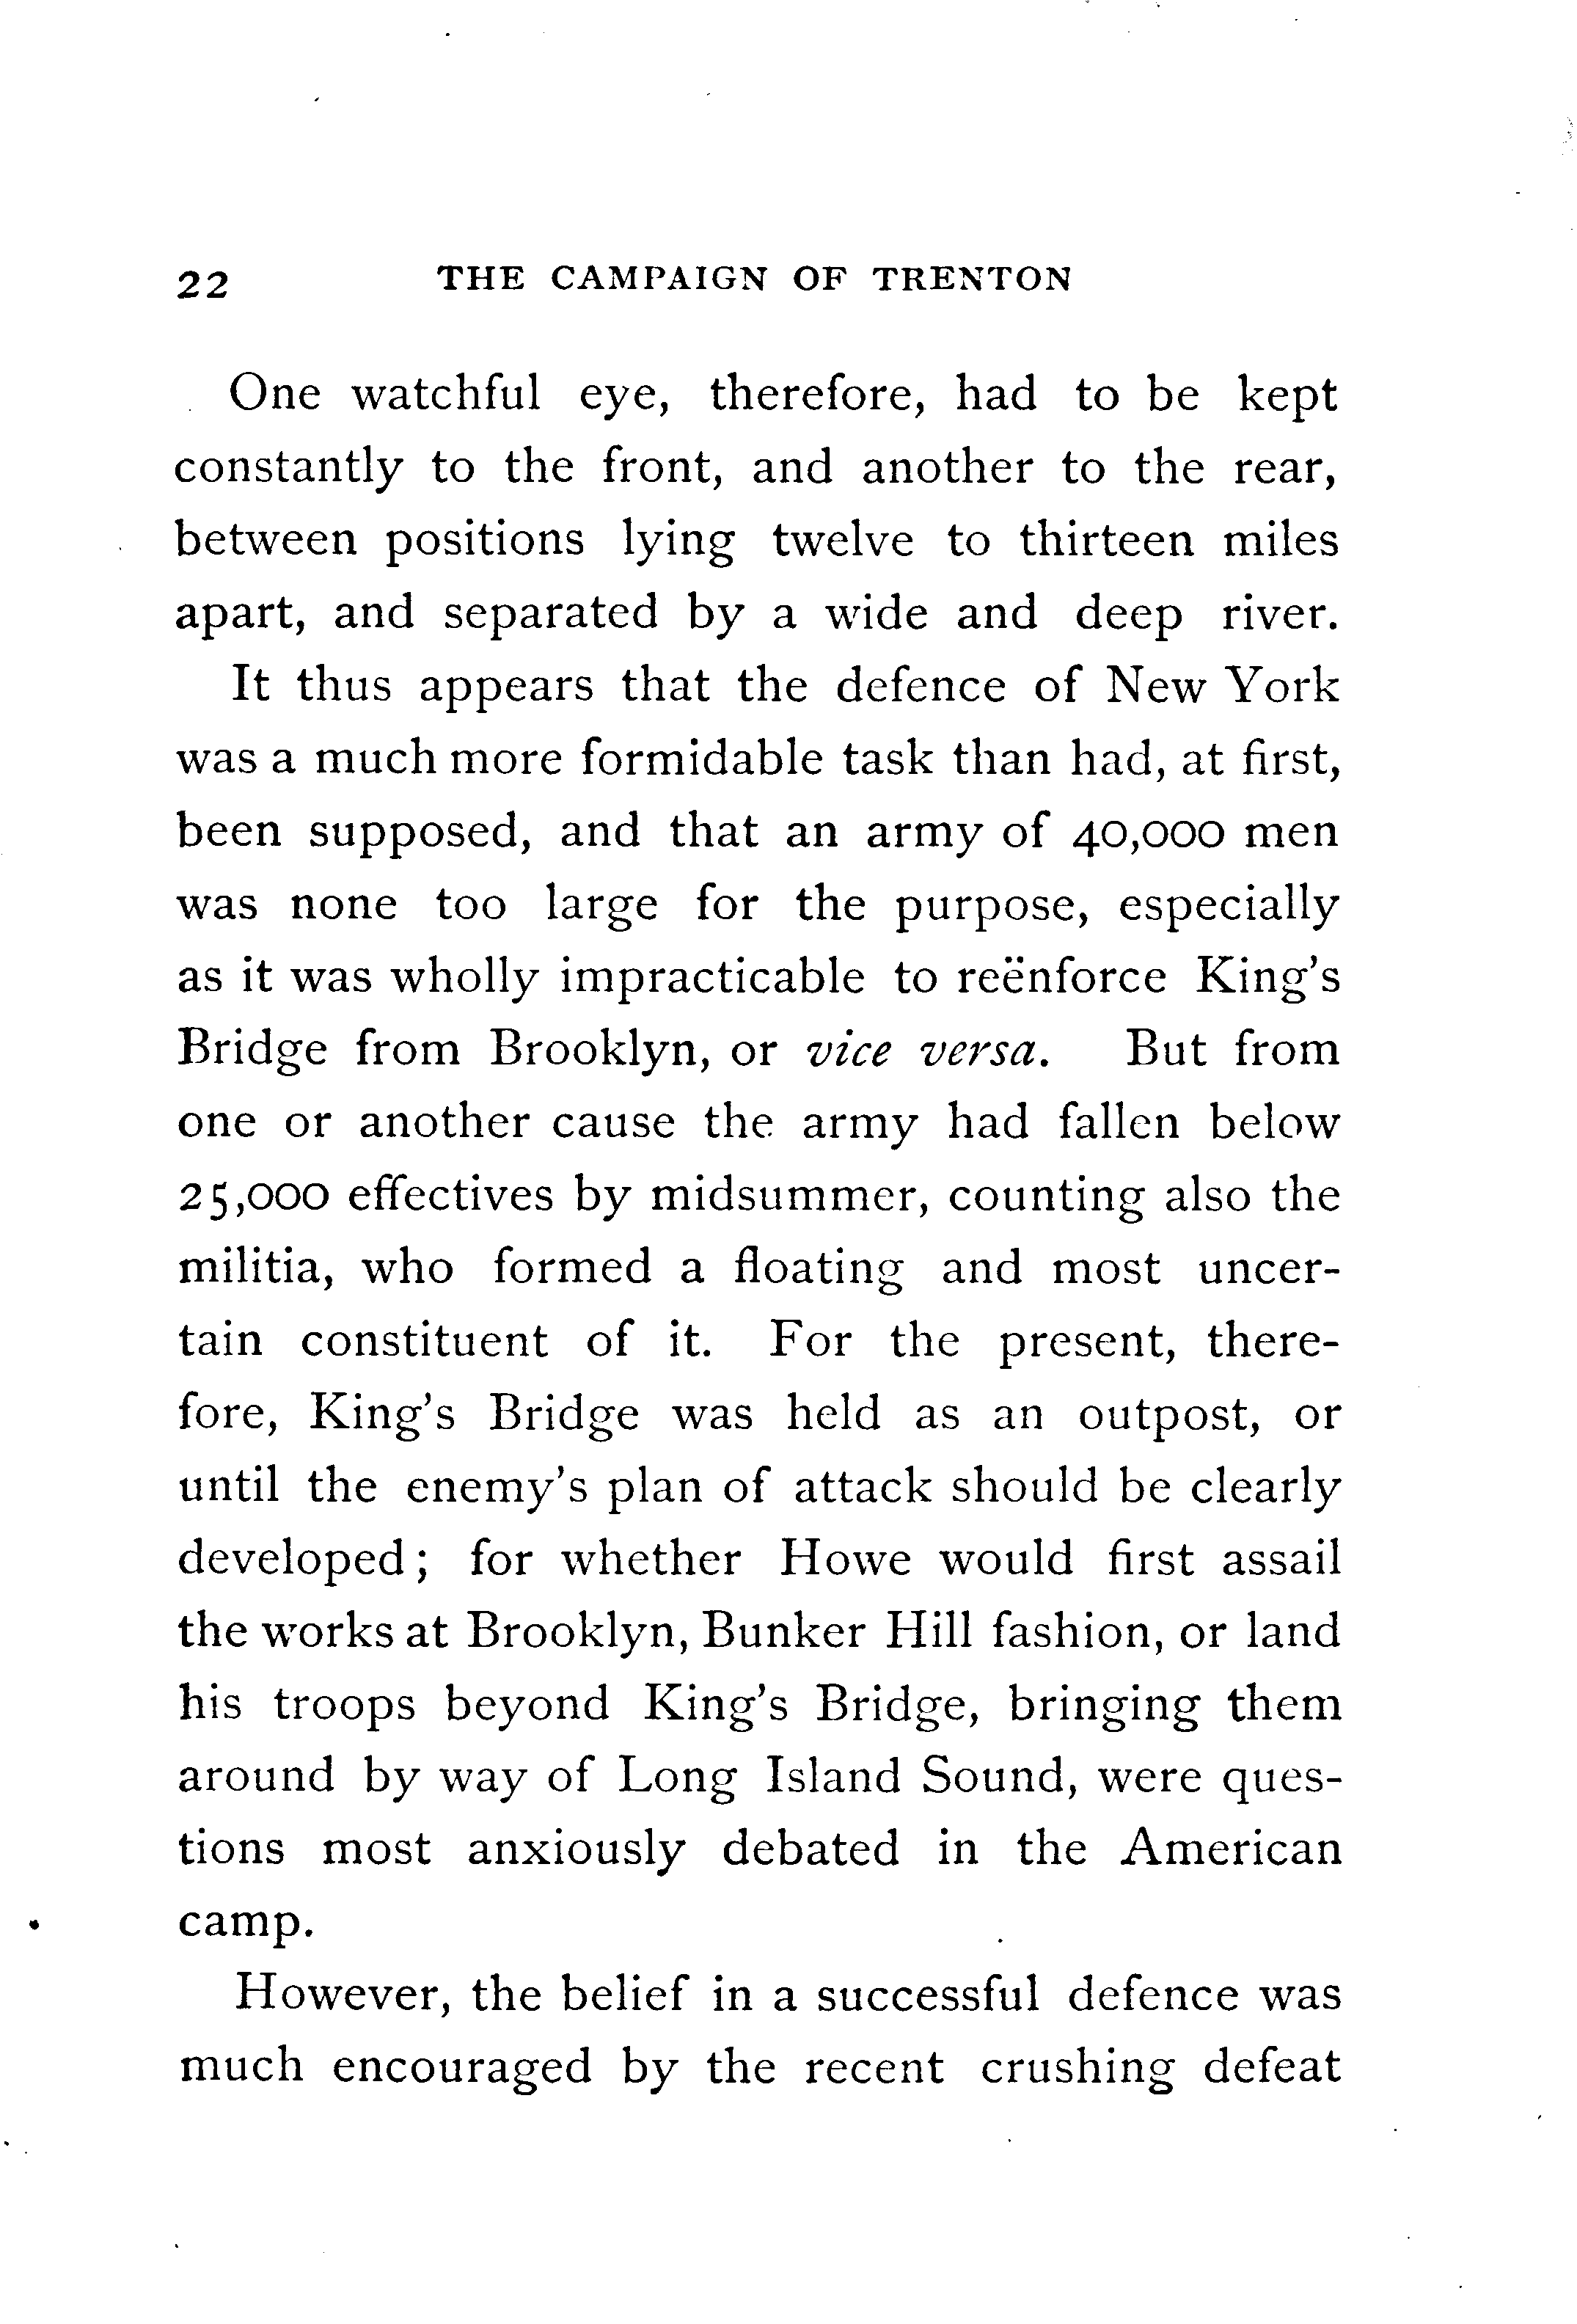 22 THE CAMPAIGN OF TRENTON
One watchful eye, therefore, had to be kept
constantly to the front, and another to the rear,
between positions lying twelve to thirteen miles
apart, and separated by a wide and deep river.
It thus appears that the defence of New York
was a much more formidable task than had, at first,
been supposed, and that an army of 40,000 men
was none too large for the purpose, especially
as it was wholly impracticable to reënforce King's
Bridge from Brooklyn, or vice versa. But from
one or another cause the army had fallen below
25,000 effectives by midsummer, counting also the
militia, who formed a floating and most uncer-
tain constituent of it. For the present, there-
fore, King's Bridge was held as an outpost, or
until the enemy's plan of attack should be clearly
developed; for whether Howe would first assail
the works at Brooklyn, Bunker Hill fashion, or land
his troops beyond King's Bridge, bringing them
around by way of Long Island Sound, were ques-
tions most anxiously debated in the American
camp.
However, the belief in a successful defence was
much encouraged by the recent crushing defeat